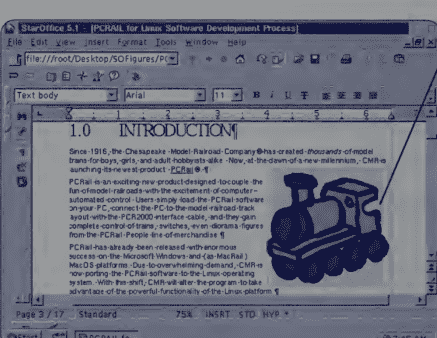 StarOffice 5.1 - [PCRAIL for Linux Software Development Process]
File Edit View Insert Format Tools Window Help
file:///root/Desktop/SOFigures/PC
Text body Arial 11 B i U
1 2 3 4 5 6
1.0 INTRODUCTION¶
Since·1916,·the·Chesapeake·Model·Railroad·Company®·has·created·thousands·of·model
trains·for·boys,·girls,·and·adult·hobbyists·alike.··Now,·at·the·dawn·of·a·new·millennium,·CMR·is
launching·its·newest·product··PCRail®.¶
PCRail·is·an·exciting·new·product·designed·to·couple·the
fun·of·model·railroads·with·the·excitement·of·computer–
automated·control.·Users·simply·load·the·PCRail·software
on·your·PC,·connect·the·PC·to·the·model·railroad·track
layout·with·the·PCR2000·interface·cable,·and·they·gain
complete·control·of·trains,·switches,·even·diorama·figures
from·the·PCRail·People·line·of·merchandise.¶
PCRail·has·already·been·released·with·enormous
success·on·the·Microsoft·Windows·and·(as·MacRail)
MacOS·platforms.·Due·to·overwhelming·demand,·CMR·is
now·porting·the·PCRail·software·to·the·Linux·operating
system.··With·this·shift,·CMR·will·alter·the·program·to·take
advantage·of·the·powerful·functionality·of·the·Linux·platform.¶
Page 3 / 17 Standard 75% INSRT STD HYP *